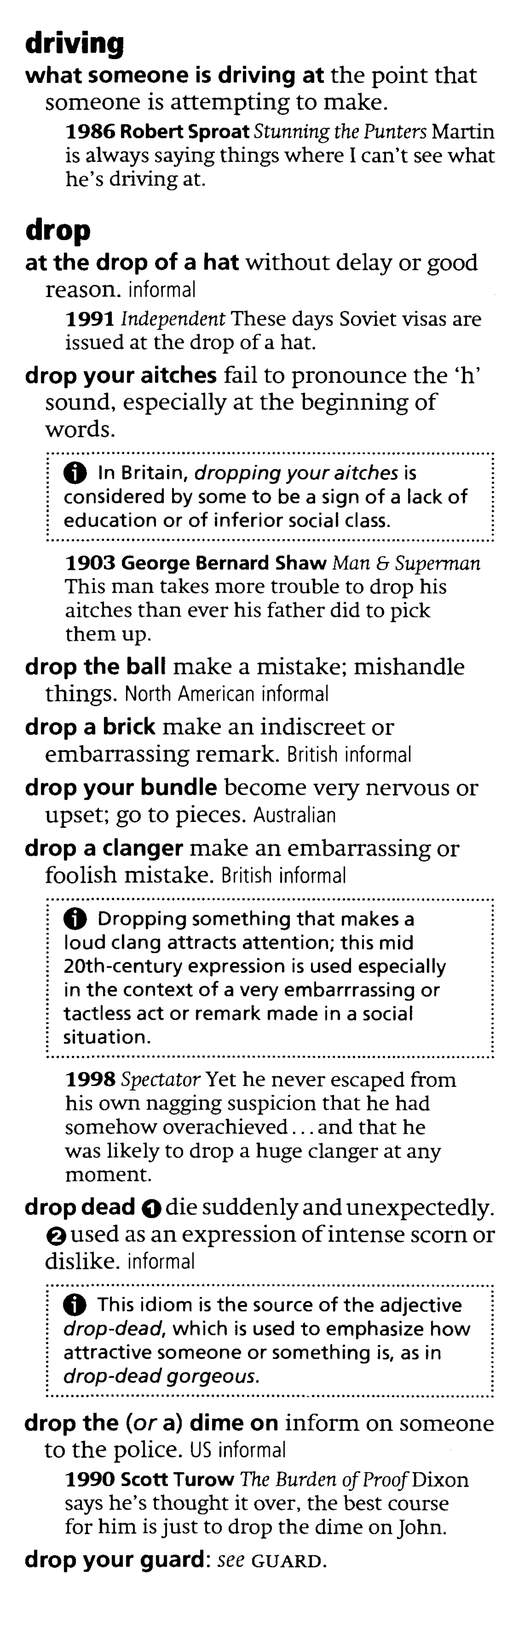 driving
what someone is driving at the point that
someone is attempting to make.
1986 Robert Sproat Stunning the Punters Martin
is always saying things where I can't see what
he's driving at.
drop
at the drop of a hat without delay or good
reason. informal
1991 Independent These days Soviet visas are
issued at the drop of a hat.
drop your aitches fail to pronounce the ‘h’
sound, especially at the beginning of
words.
i In Britain, dropping your aitches is
considered by some to be a sign of a lack of
education or of inferior social class.
1903 George Bernard Shaw Man & Superman
This man takes more trouble to drop his
aitches than ever his father did to pick
them up.
drop the ball make a mistake; mishandle
things. North American informal
drop a brick make an indiscreet or
embarrassing remark. British informal
drop your bundle become very nervous or
upset; go to pieces. Australian
drop a clanger make an embarrassing or
foolish mistake. British informal
i Dropping something that makes a
loud clang attracts attention; this mid
20th-century expression is used especially
in the context of a very embarrrassing or
tactless act or remark made in a social
situation.
1998 Spectator Yet he never escaped from
his own nagging suspicion that he had
somehow overachieved…and that he
was likely to drop a huge clanger at any
moment.
drop dead ❶ die suddenly and unexpectedly.
❷ used as an expression of intense scorn or
dislike. informal
i This idiom is the source of the adjective
drop-dead, which is used to emphasize how
attractive someone or something is, as in
drop-dead gorgeous.
drop the (or a) dime on inform on someone
to the police. US informal
1990 Scott Turow The Burden of Proof Dixon
says he's thought it over, the best course
for him is just to drop the dime on John.
drop your guard: see GUARD.